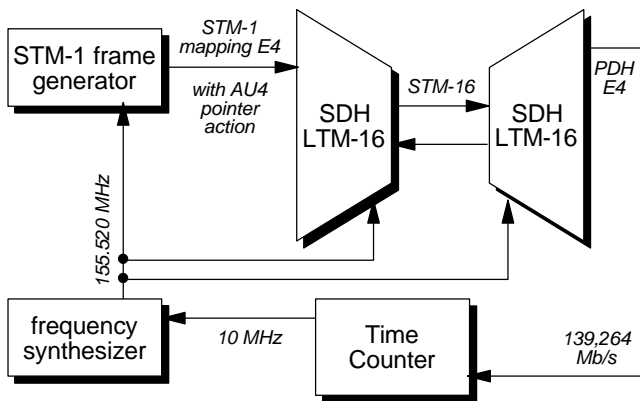 STM-1 frame
generator
STM-1
mapping E4
with AU4
pointer
action
SDH
LTM-16
STM-16
SDH
LTM-16
PDH
E4
155.520 MHz
frequency
synthesizer
10 MHz
Time
Counter
139,264
Mb/s